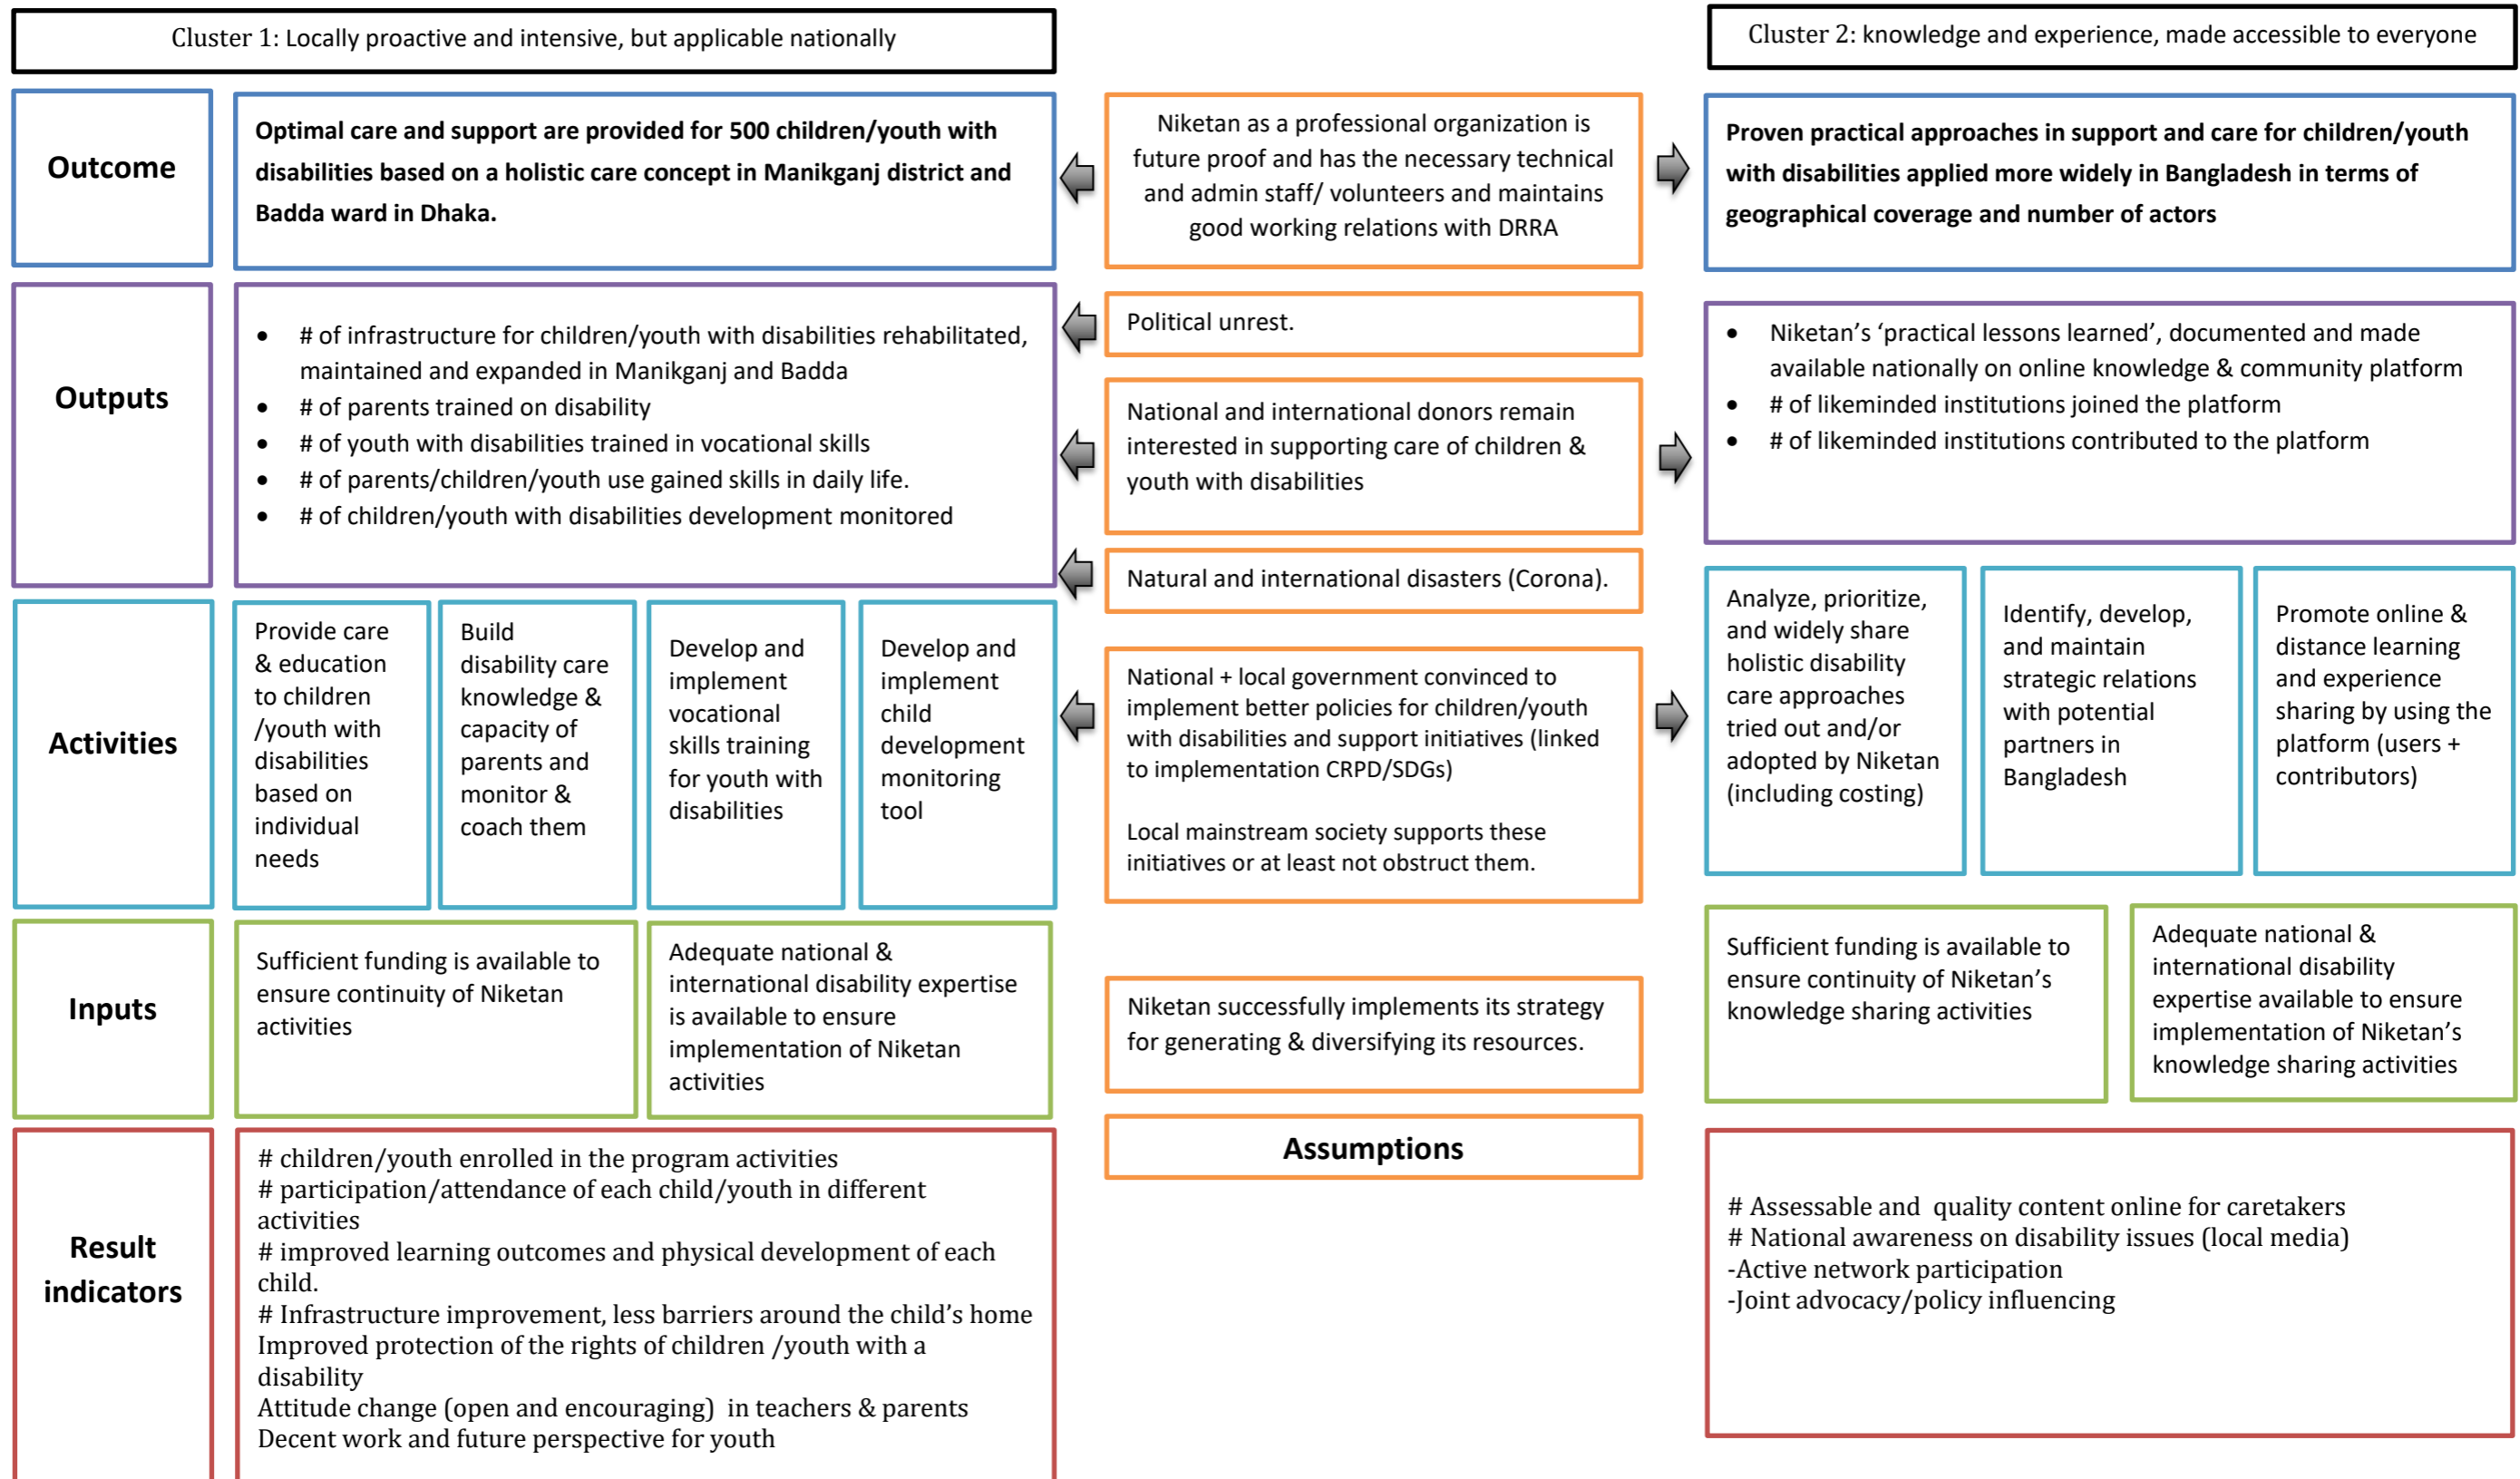 Cluster 1: Locally proactive and intensive, but applicable nationally
Cluster 2: knowledge and experience, made accessible to everyone
Outcome
Optimal care and support are provided for 500 children/youth with
disabilities based on a holistic care concept in Manikganj district and
Badda ward in Dhaka.
Niketan as a professional organization is
future proof and has the necessary technical
and admin staff/ volunteers and maintains
good working relations with DRRA
Proven practical approaches in support and care for children/youth
with disabilities applied more widely in Bangladesh in terms of
geographical coverage and number of actors
Outputs
• # of infrastructure for children/youth with disabilities rehabilitated,
maintained and expanded in Manikganj and Badda
• # of parents trained on disability
• # of youth with disabilities trained in vocational skills
• # of parents/children/youth use gained skills in daily life.
• # of children/youth with disabilities development monitored
Political unrest.
National and international donors remain
interested in supporting care of children &
youth with disabilities
Natural and international disasters (Corona).
• Niketan’s ‘practical lessons learned’, documented and made
available nationally on online knowledge & community platform
• # of likeminded institutions joined the platform
• # of likeminded institutions contributed to the platform
Activities
Provide care
& education
to children
/youth with
disabilities
based on
individual
needs
Build
disability care
knowledge &
capacity of
parents and
monitor &
coach them
Develop and
implement
vocational
skills training
for youth with
disabilities
Develop and
implement
child
development
monitoring
tool
National + local government convinced to
implement better policies for children/youth
with disabilities and support initiatives (linked
to implementation CRPD/SDGs)
Local mainstream society supports these
initiatives or at least not obstruct them.
Analyze, prioritize,
and widely share
holistic disability
care approaches
tried out and/or
adopted by Niketan
(including costing)
Identify, develop,
and maintain
strategic relations
with potential
partners in
Bangladesh
Promote online &
distance learning
and experience
sharing by using the
platform (users +
contributors)
Inputs
Sufficient funding is available to
ensure continuity of Niketan
activities
Adequate national &
international disability expertise
is available to ensure
implementation of Niketan
activities
Niketan successfully implements its strategy
for generating & diversifying its resources.
Sufficient funding is available to
ensure continuity of Niketan’s
knowledge sharing activities
Adequate national &
international disability
expertise available to ensure
implementation of Niketan’s
knowledge sharing activities
Result
indicators
# children/youth enrolled in the program activities
# participation/attendance of each child/youth in different
activities
# improved learning outcomes and physical development of each
child.
# Infrastructure improvement, less barriers around the child’s home
Improved protection of the rights of children /youth with a
disability
Attitude change (open and encouraging) in teachers & parents
Decent work and future perspective for youth
Assumptions
# Assessable and quality content online for caretakers
# National awareness on disability issues (local media)
-Active network participation
-Joint advocacy/policy influencing